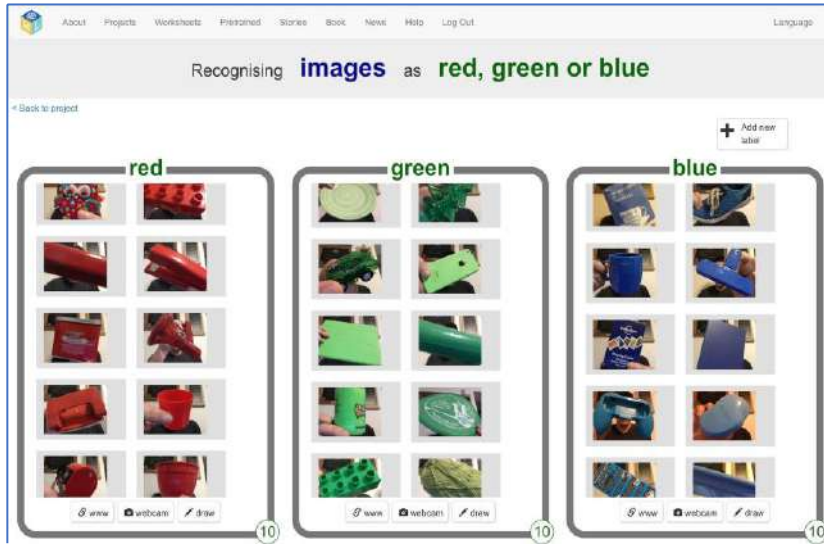 About Projects Worksheets Pretrained Stories Book News Help Log Out Language
Recognising images as red, green or blue
< Back to project
Add new
label
red green blue
www webcam draw www webcam draw www webcam draw
10 10 10